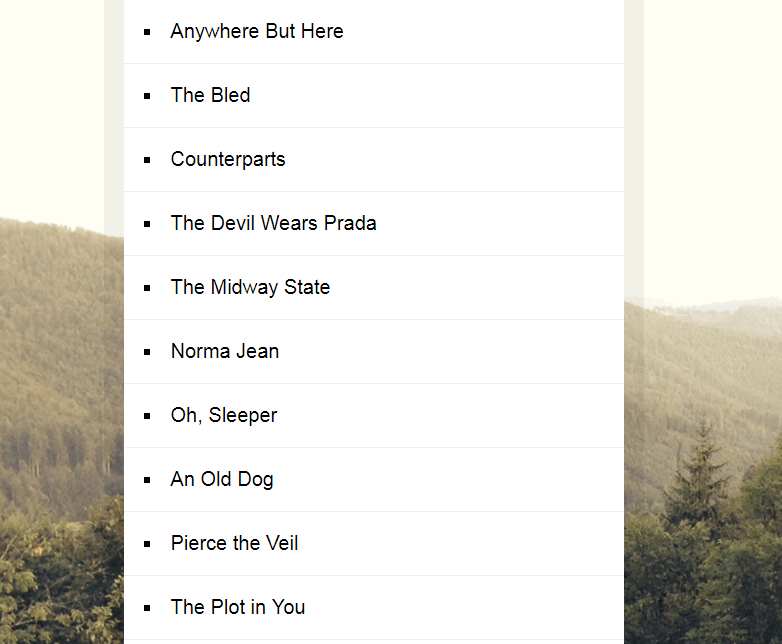 Anywhere But Here
The Bled
Counterparts
The Devil Wears Prada
The Midway State
Norma Jean
Oh, Sleeper
An Old Dog
Pierce the Veil
The Plot in You